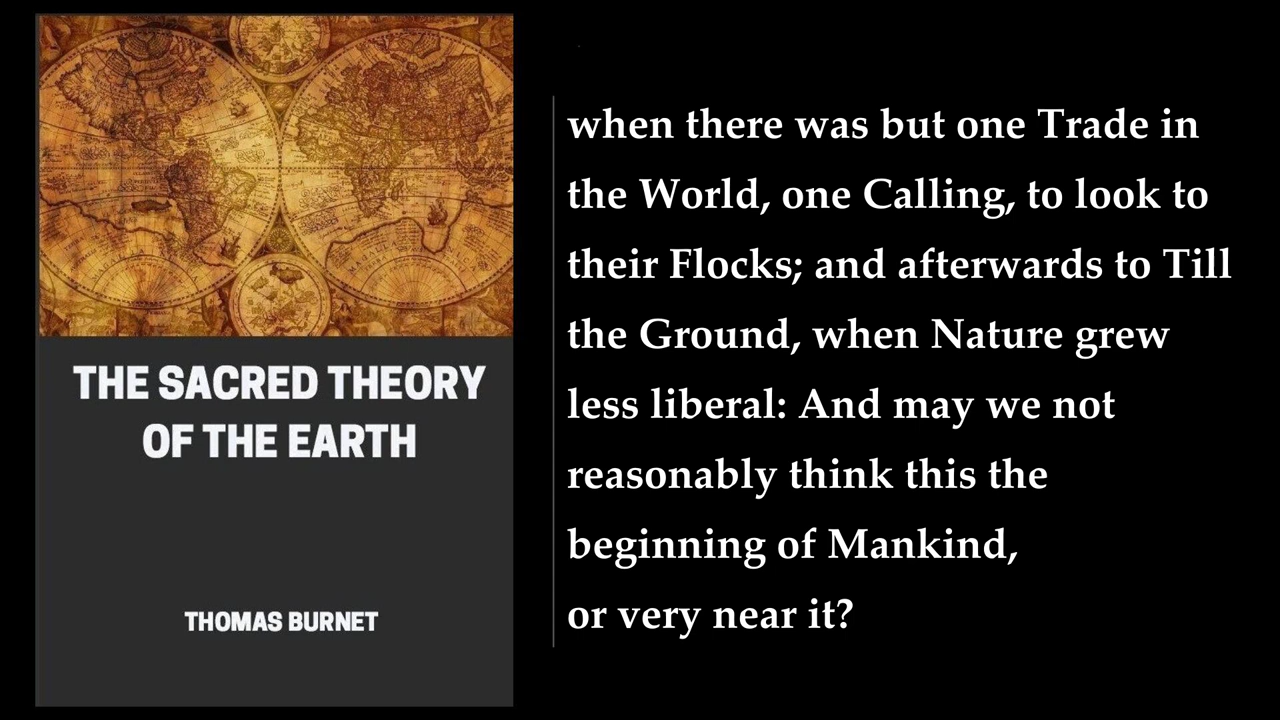 THE SACRED THEORY
OF THE EARTH
THOMAS BURNET
when there was but one Trade in
the World, one Calling, to look to
their Flocks; and afterwards to Till
the Ground, when Nature grew
less liberal: And may we not
reasonably think this the
beginning of Mankind,
or very near it?